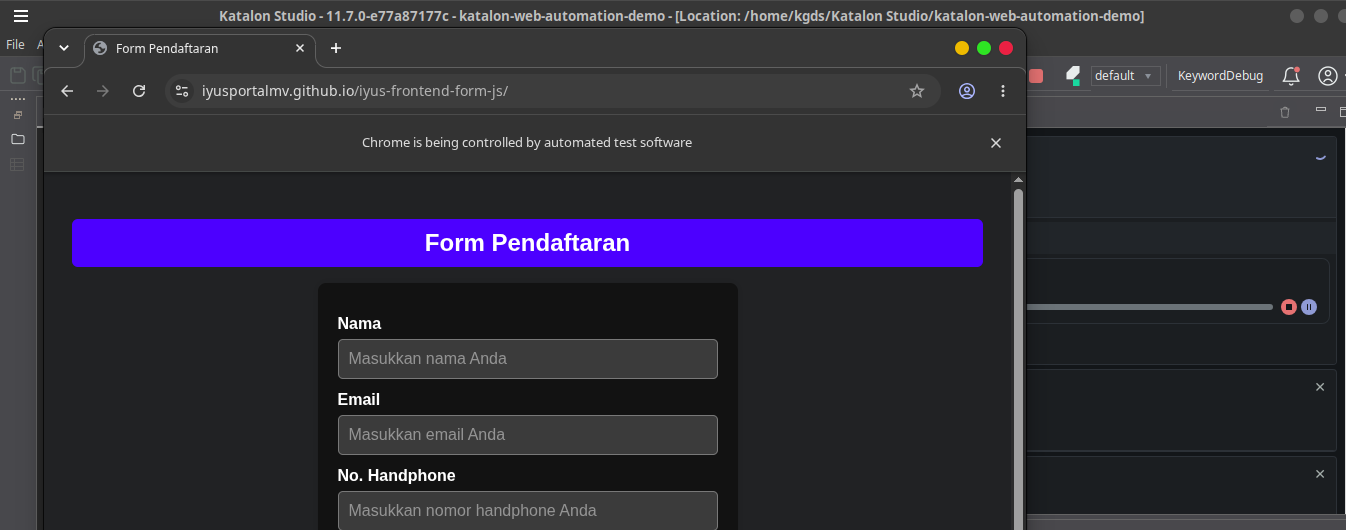 Katalon Studio - 11.7.0-e77a87177c - katalon-web-automation-demo - [Location: /home/kgds/Katalon Studio/katalon-web-automation-demo]
File A
Form Pendaftaran
default
KeywordDebug
iyusportalmv.github.io/iyus-frontend-form-js/
Chrome is being controlled by automated test software
Form Pendaftaran
Nama
Masukkan nama Anda
Email
Masukkan email Anda
No. Handphone
Masukkan nomor handphone Anda